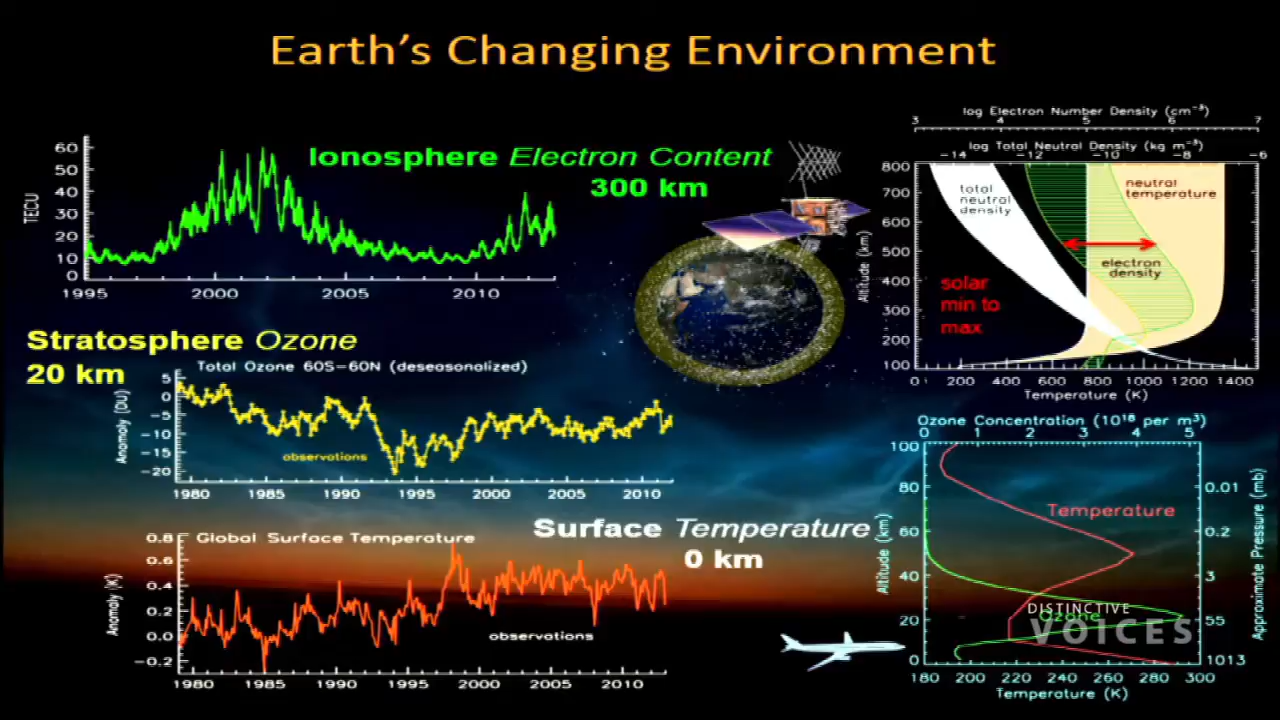 Earth's Changing Environment
Ionosphere Electron Content
300 km
TECU
60
50
40
30
20
10
0
1995
2000
2005
2010
log Electron Number Density (cm⁻³)
3
4
5
6
7
log Total Neutral Density (kg m⁻³)
−14
−12
−10
−8
−6
Altitude (km)
800
700
600
500
400
300
200
100
total
neutral
density
neutral
temperature
electron
density
solar
min to
max
0
200
400
600
800
1000
1200
1400
Temperature (K)
Stratosphere Ozone
20 km
Total Ozone 60S−60N (deseasonalized)
Anomaly (DU)
5
0
−5
−10
−15
−20
observations
1980
1985
1990
1995
2000
2005
2010
Surface Temperature
0 km
Global Surface Temperature
Anomaly (K)
0.8
0.6
0.4
0.2
0.0
−0.2
observations
1980
1985
1990
1995
2000
2005
2010
Ozone Concentration (10¹⁸ per m³)
0
1
2
3
4
5
Altitude (km)
100
80
60
40
20
0
Temperature
Ozone
Approximate Pressure (mb)
0.01
0.2
3
55
1013
180
200
220
240
260
280
300
Temperature (K)
DISTINCTIVE
VOICES